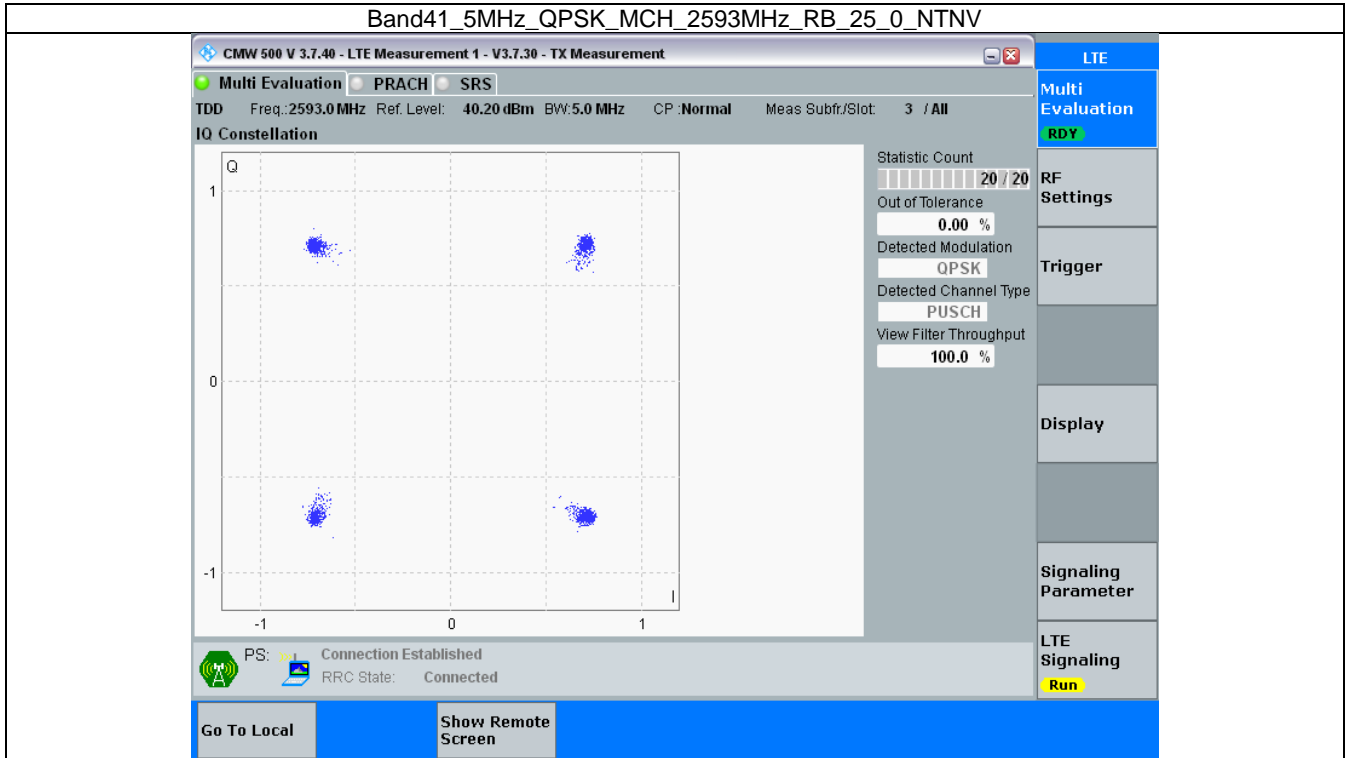 Band41_5MHz_QPSK_MCH_2593MHz_RB_25_0_NTNV
CMW 500 V 3.7.40 - LTE Measurement 1 - V3.7.30 - TX Measurement
LTE
Multi Evaluation PRACH SRS
TDD Freq.:2593.0 MHz Ref. Level: 40.20 dBm BW:5.0 MHz CP :Normal Meas Subfr./Slot: 3 / All
IQ Constellation
Q
1
0
-1
I
-1 0 1
Statistic Count
20 / 20
Out of Tolerance
0.00 %
Detected Modulation
QPSK
Detected Channel Type
PUSCH
View Filter Throughput
100.0 %
Multi
Evaluation
RDY
RF
Settings
Trigger
Display
Signaling
Parameter
LTE
Signaling
Run
PS: Connection Established
RRC State: Connected
Go To Local
Show Remote
Screen